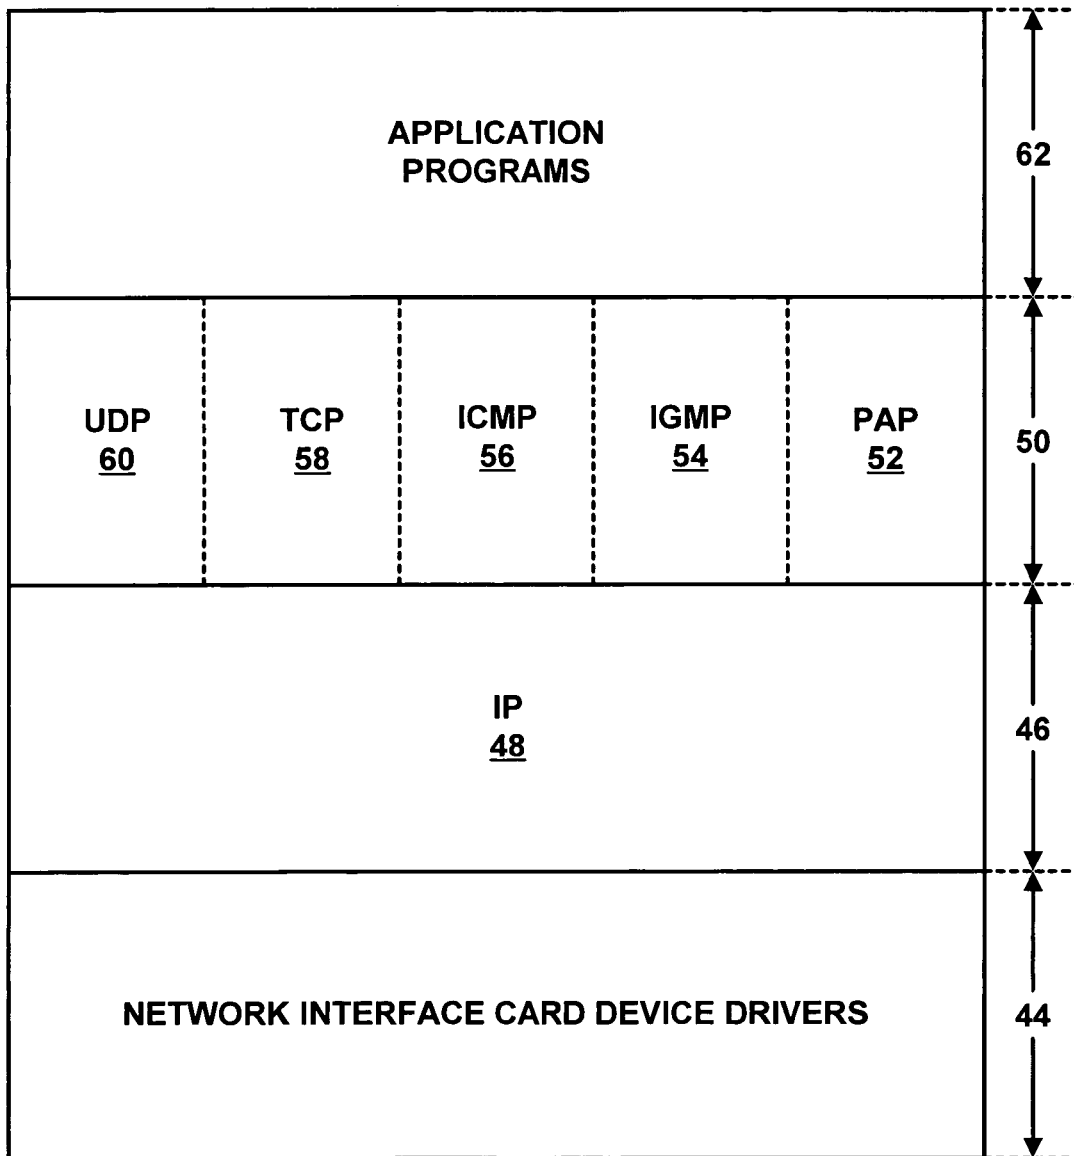 APPLICATION
PROGRAMS
62
UDP
60
TCP
58
ICMP
56
IGMP
54
PAP
52
50
IP
48
46
NETWORK INTERFACE CARD DEVICE DRIVERS
44